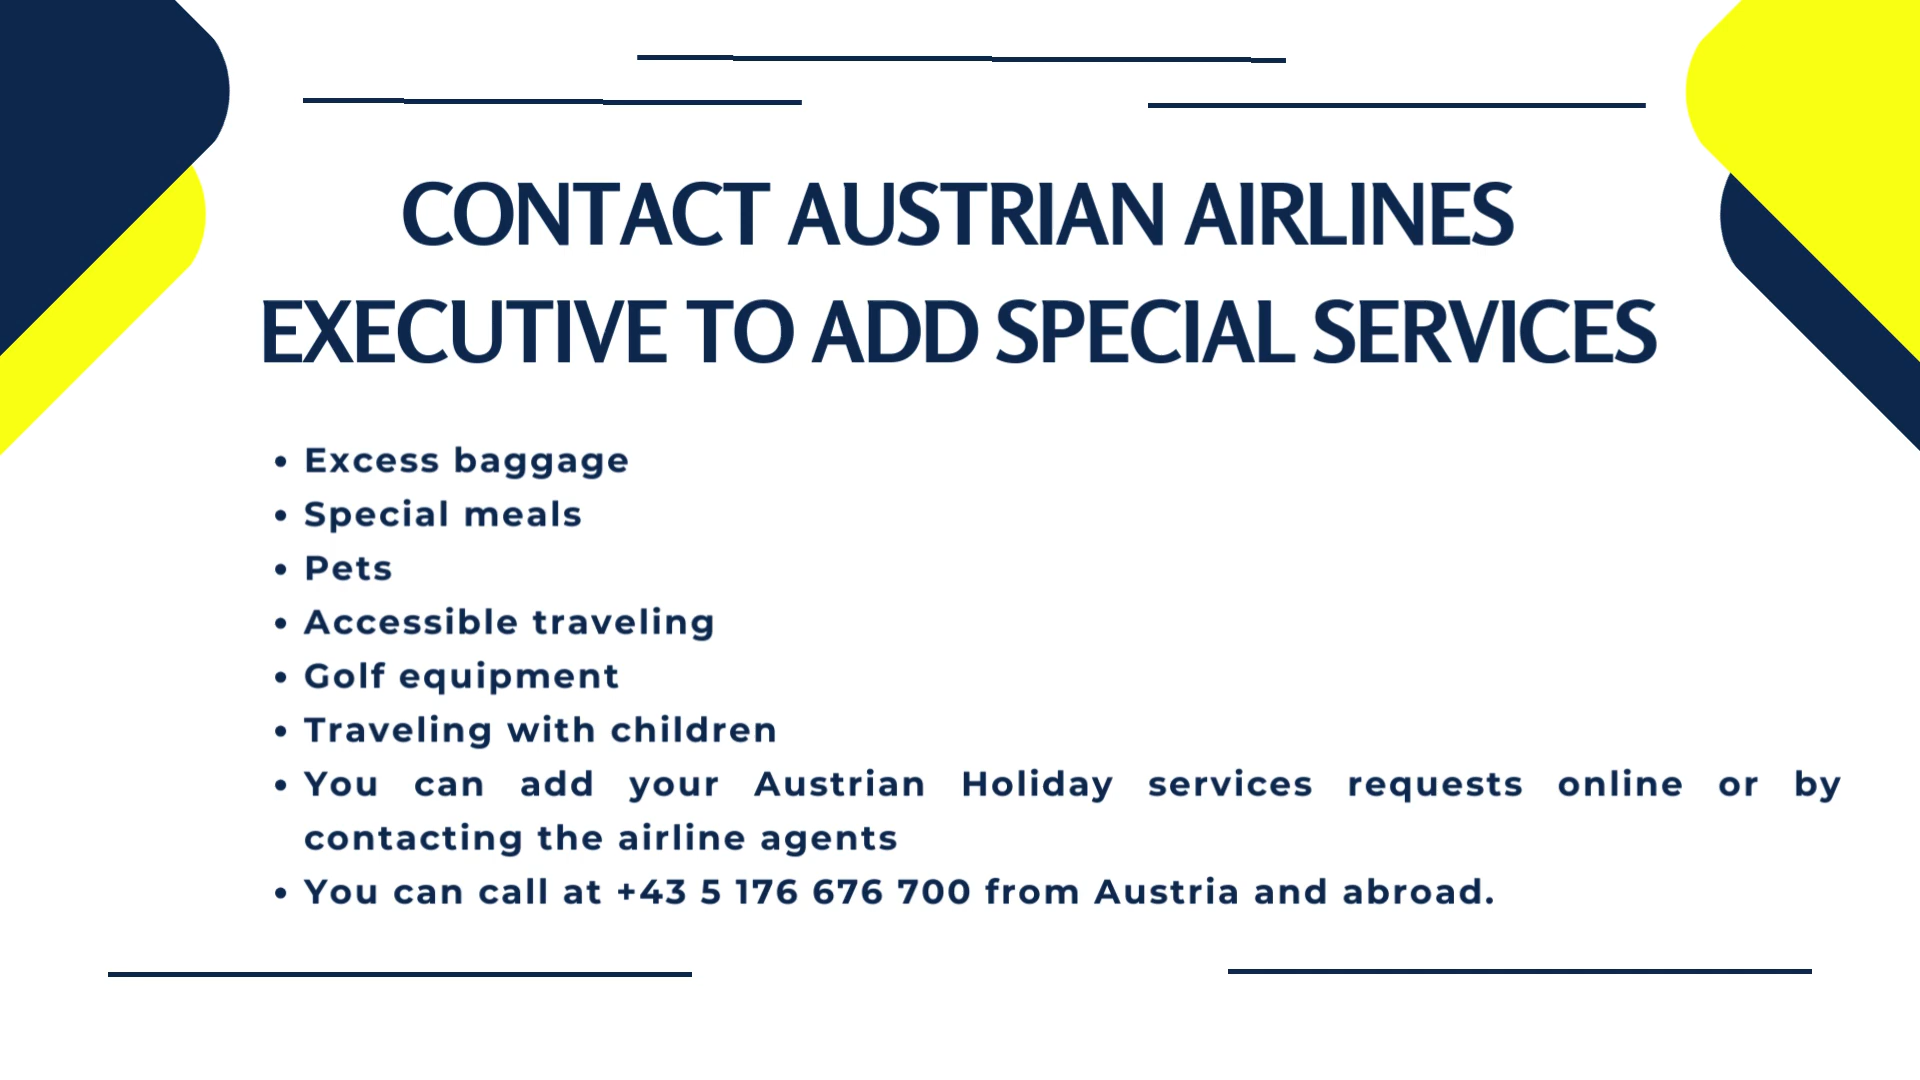 CONTACT AUSTRIAN AIRLINES
EXECUTIVE TO ADD SPECIAL SERVICES
• Excess baggage
• Special meals
• Pets
• Accessible traveling
• Golf equipment
• Traveling with children
• You can add your Austrian Holiday services requests online or by
contacting the airline agents
• You can call at +43 5 176 676 700 from Austria and abroad.